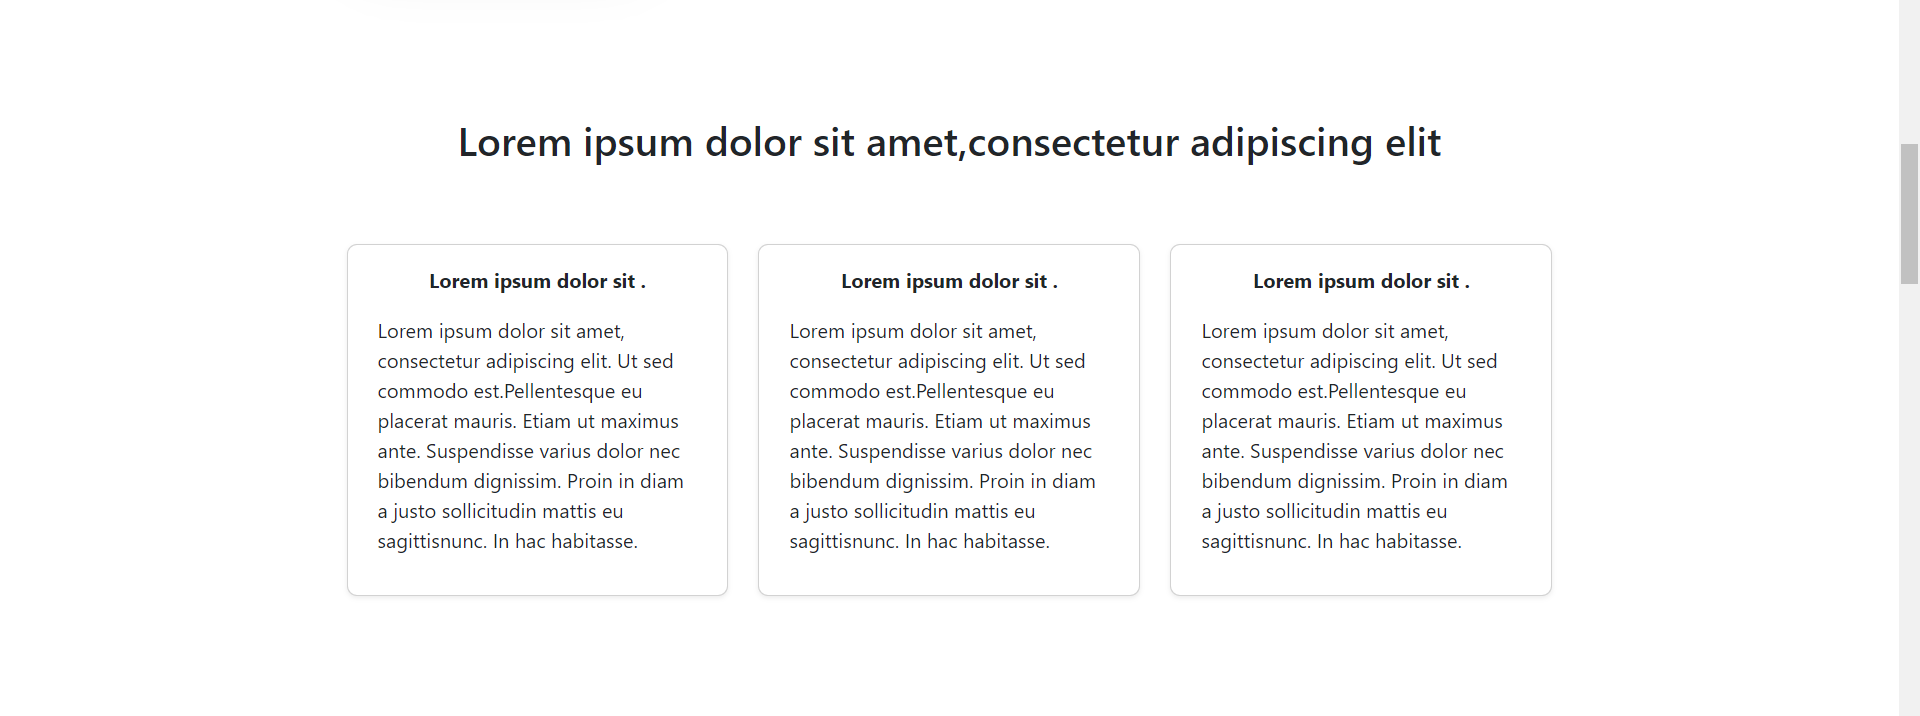 Lorem ipsum dolor sit amet,consectetur adipiscing elit
Lorem ipsum dolor sit .
Lorem ipsum dolor sit amet,
consectetur adipiscing elit. Ut sed
commodo est.Pellentesque eu
placerat mauris. Etiam ut maximus
ante. Suspendisse varius dolor nec
bibendum dignissim. Proin in diam
a justo sollicitudin mattis eu
sagittisnunc. In hac habitasse.
Lorem ipsum dolor sit .
Lorem ipsum dolor sit amet,
consectetur adipiscing elit. Ut sed
commodo est.Pellentesque eu
placerat mauris. Etiam ut maximus
ante. Suspendisse varius dolor nec
bibendum dignissim. Proin in diam
a justo sollicitudin mattis eu
sagittisnunc. In hac habitasse.
Lorem ipsum dolor sit .
Lorem ipsum dolor sit amet,
consectetur adipiscing elit. Ut sed
commodo est.Pellentesque eu
placerat mauris. Etiam ut maximus
ante. Suspendisse varius dolor nec
bibendum dignissim. Proin in diam
a justo sollicitudin mattis eu
sagittisnunc. In hac habitasse.